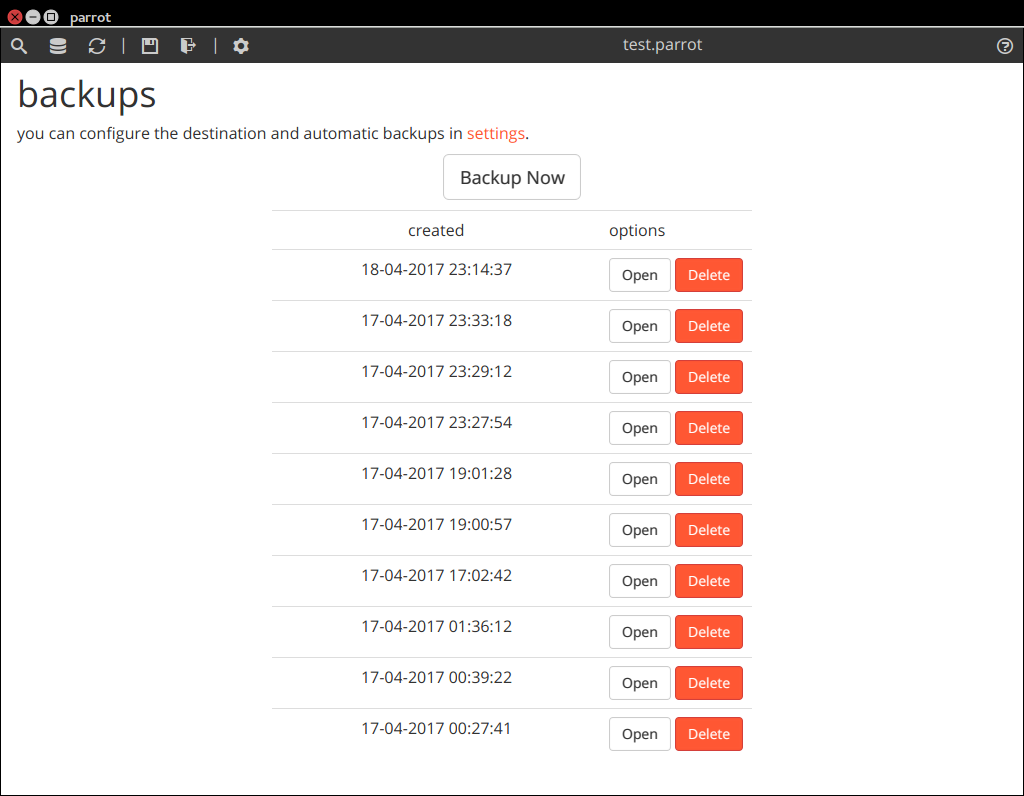 parrot
test.parrot
backups
you can configure the destination and automatic backups in settings.
Backup Now
created options
18-04-2017 23:14:37 Open Delete
17-04-2017 23:33:18 Open Delete
17-04-2017 23:29:12 Open Delete
17-04-2017 23:27:54 Open Delete
17-04-2017 19:01:28 Open Delete
17-04-2017 19:00:57 Open Delete
17-04-2017 17:02:42 Open Delete
17-04-2017 01:36:12 Open Delete
17-04-2017 00:39:22 Open Delete
17-04-2017 00:27:41 Open Delete